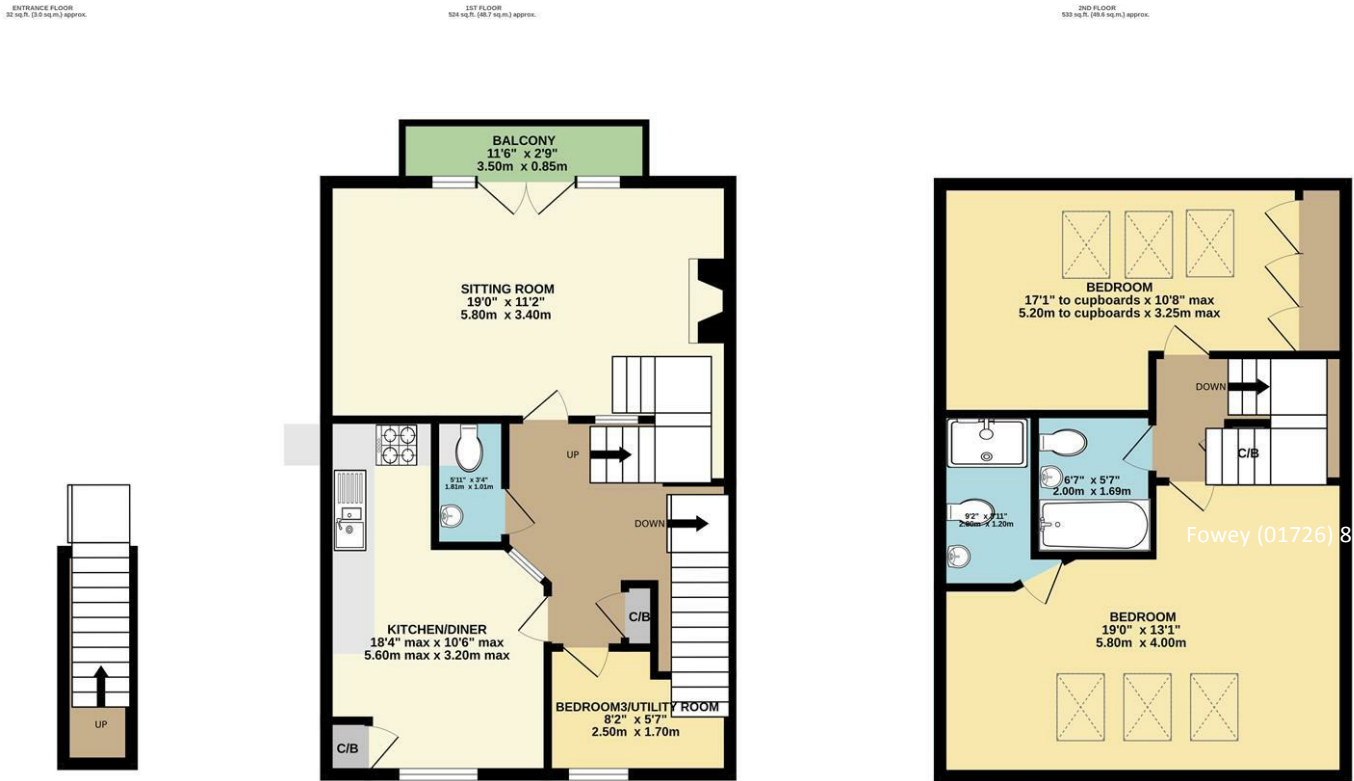 ENTRANCE FLOOR
32 sq.ft. (3.0 sq.m.) approx.
1ST FLOOR
524 sq.ft. (48.7 sq.m.) approx.
2ND FLOOR
533 sq.ft. (49.6 sq.m.) approx.
UP
BALCONY
11'6" x 2'9"
3.50m x 0.85m
SITTING ROOM
19'0" x 11'2"
5.80m x 3.40m
UP
5'11" x 3'4"
1.81m x 1.01m
DOWN
C/B
KITCHEN/DINER
18'4" max x 10'6" max
5.60m max x 3.20m max
BEDROOM3/UTILITY ROOM
8'2" x 5'7"
2.50m x 1.70m
C/B
BEDROOM
17'1" to cupboards x 10'8" max
5.20m to cupboards x 3.25m max
DOWN
C/B
6'7" x 5'7"
2.00m x 1.69m
9'2" x 3'11"
x 1.20m
Fowey (01726) 8
BEDROOM
19'0" x 13'1"
5.80m x 4.00m